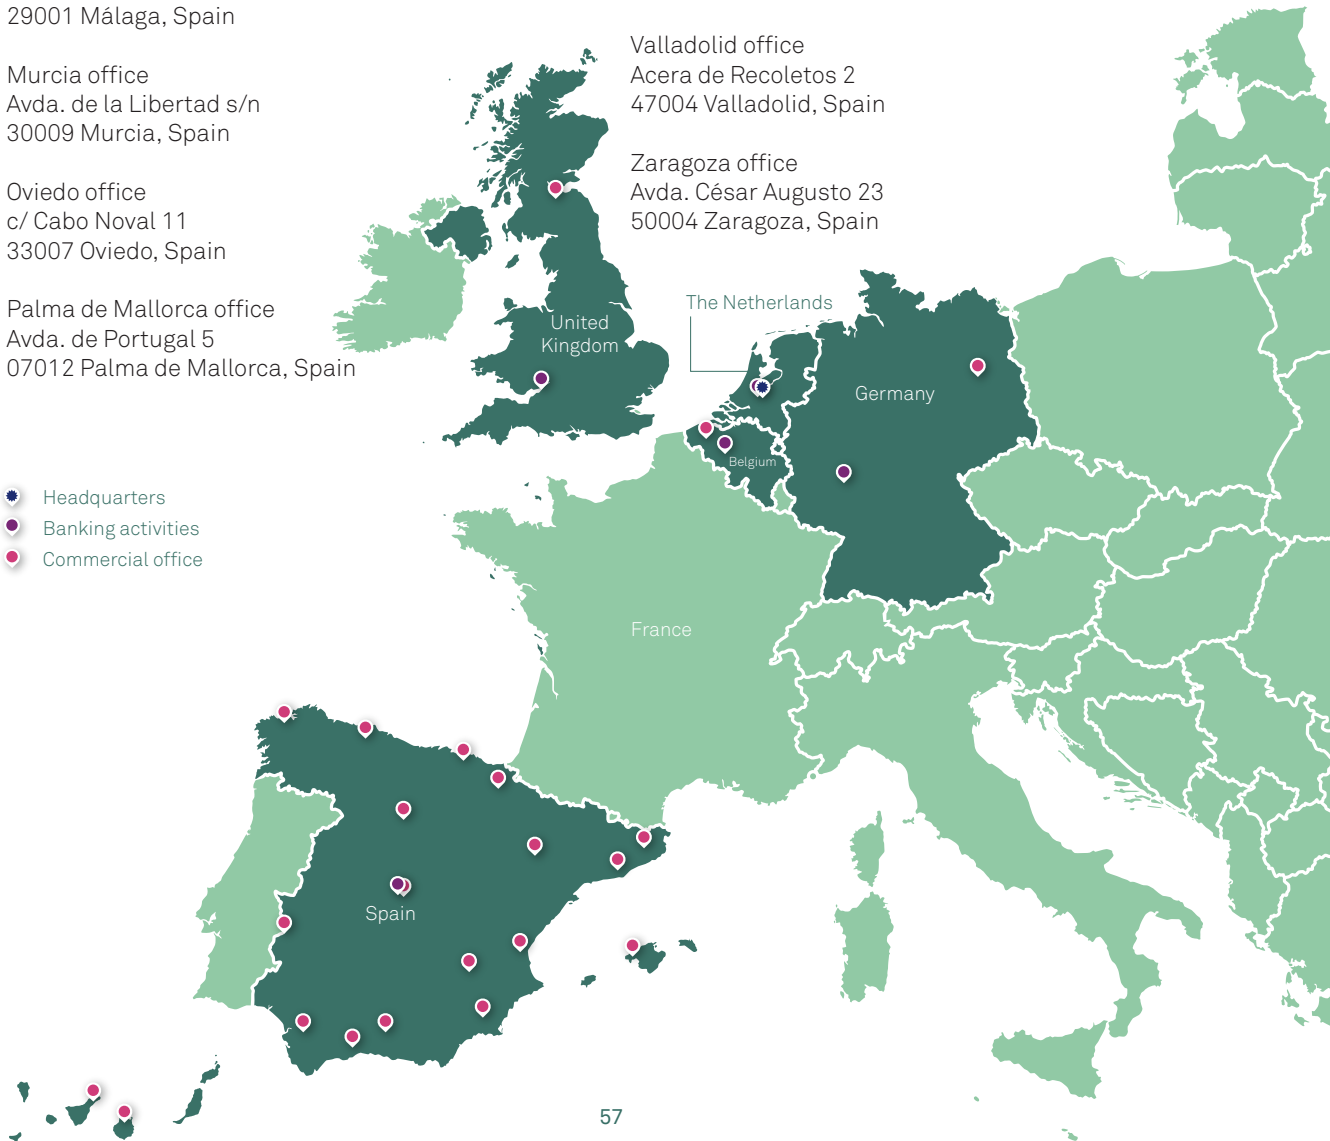 29001 Málaga, Spain
Murcia office
Avda. de la Libertad s/n
30009 Murcia, Spain
Oviedo office
c/ Cabo Noval 11
33007 Oviedo, Spain
Palma de Mallorca office
Avda. de Portugal 5
07012 Palma de Mallorca, Spain
Valladolid office
Acera de Recoletos 2
47004 Valladolid, Spain
Zaragoza office
Avda. César Augusto 23
50004 Zaragoza, Spain
The Netherlands
United
Kingdom
Germany
Belgium
Headquarters
Banking activities
Commercial office
France
Spain
57